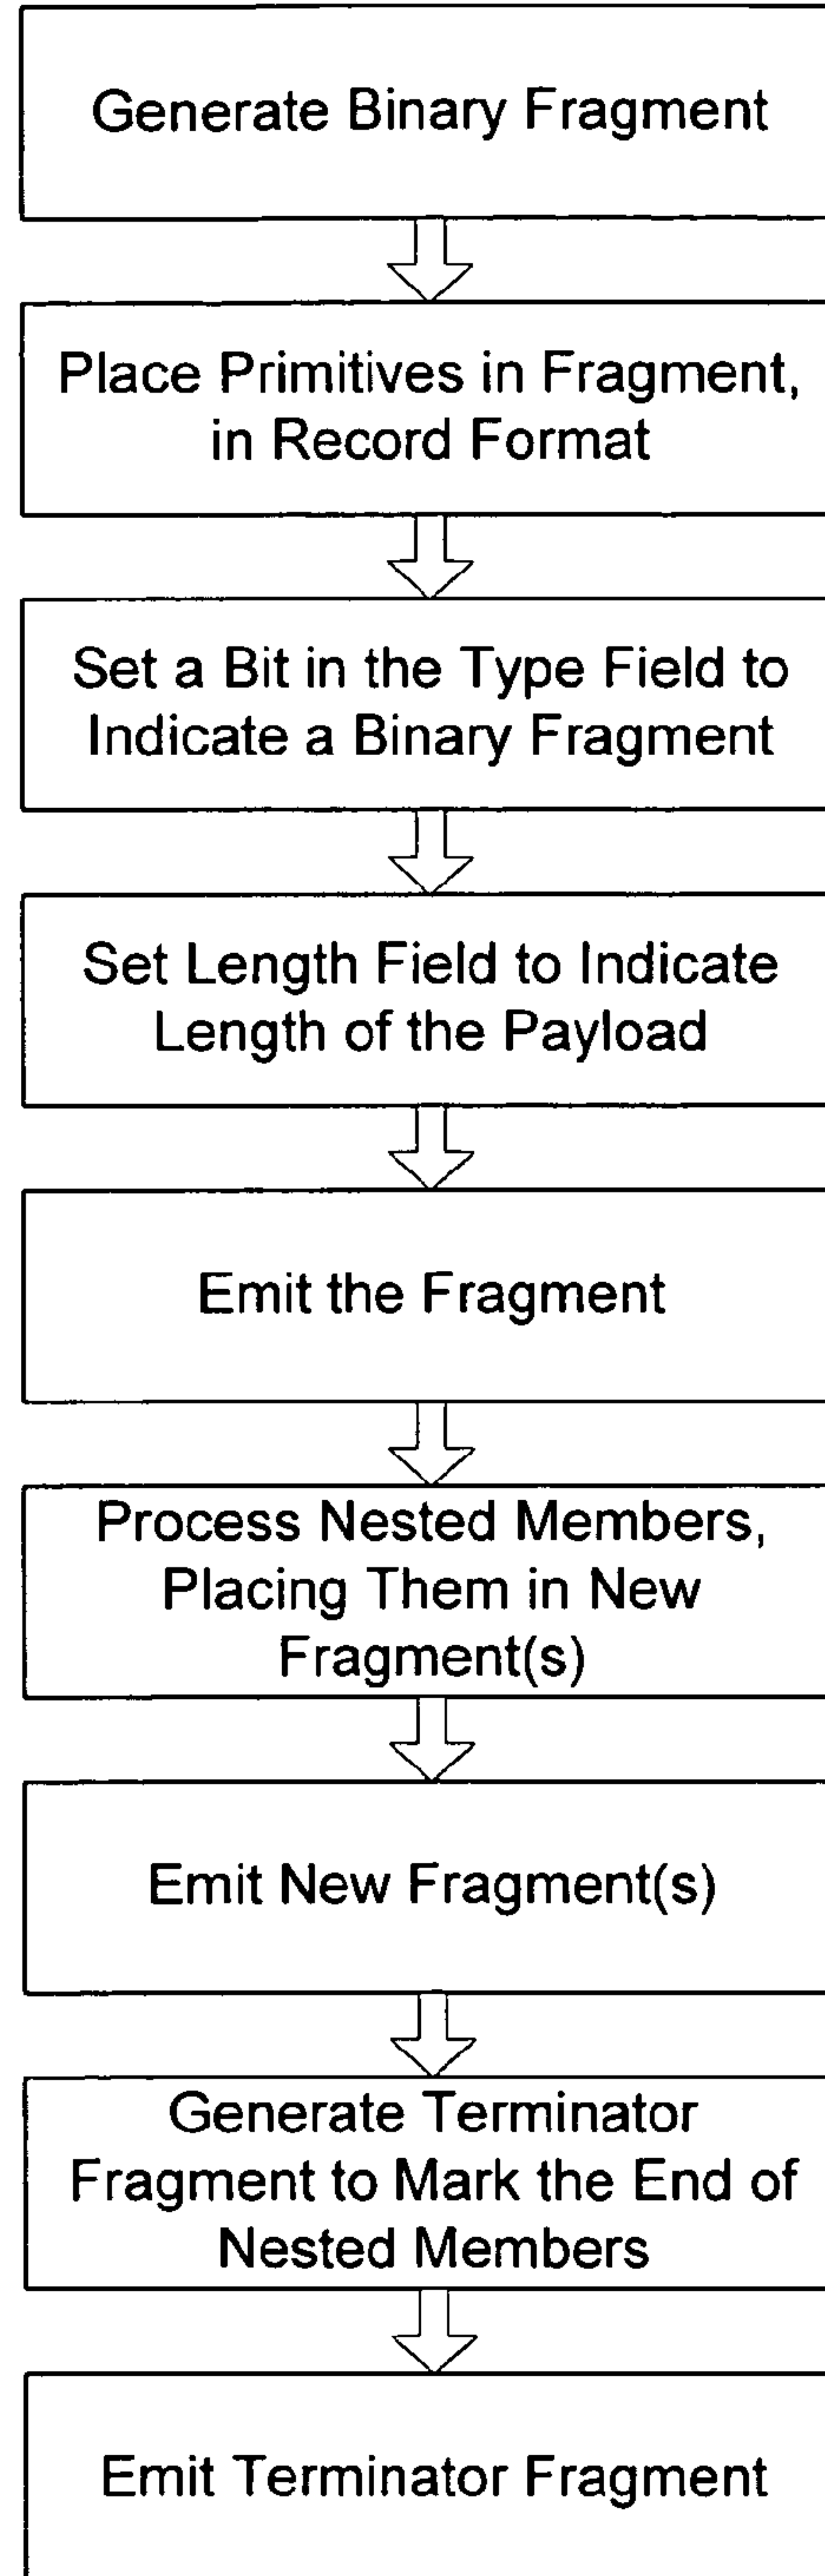 Generate Binary Fragment
Place Primitives in Fragment,
in Record Format
Set a Bit in the Type Field to
Indicate a Binary Fragment
Set Length Field to Indicate
Length of the Payload
Emit the Fragment
Process Nested Members,
Placing Them in New
Fragment(s)
Emit New Fragment(s)
Generate Terminator
Fragment to Mark the End of
Nested Members
Emit Terminator Fragment